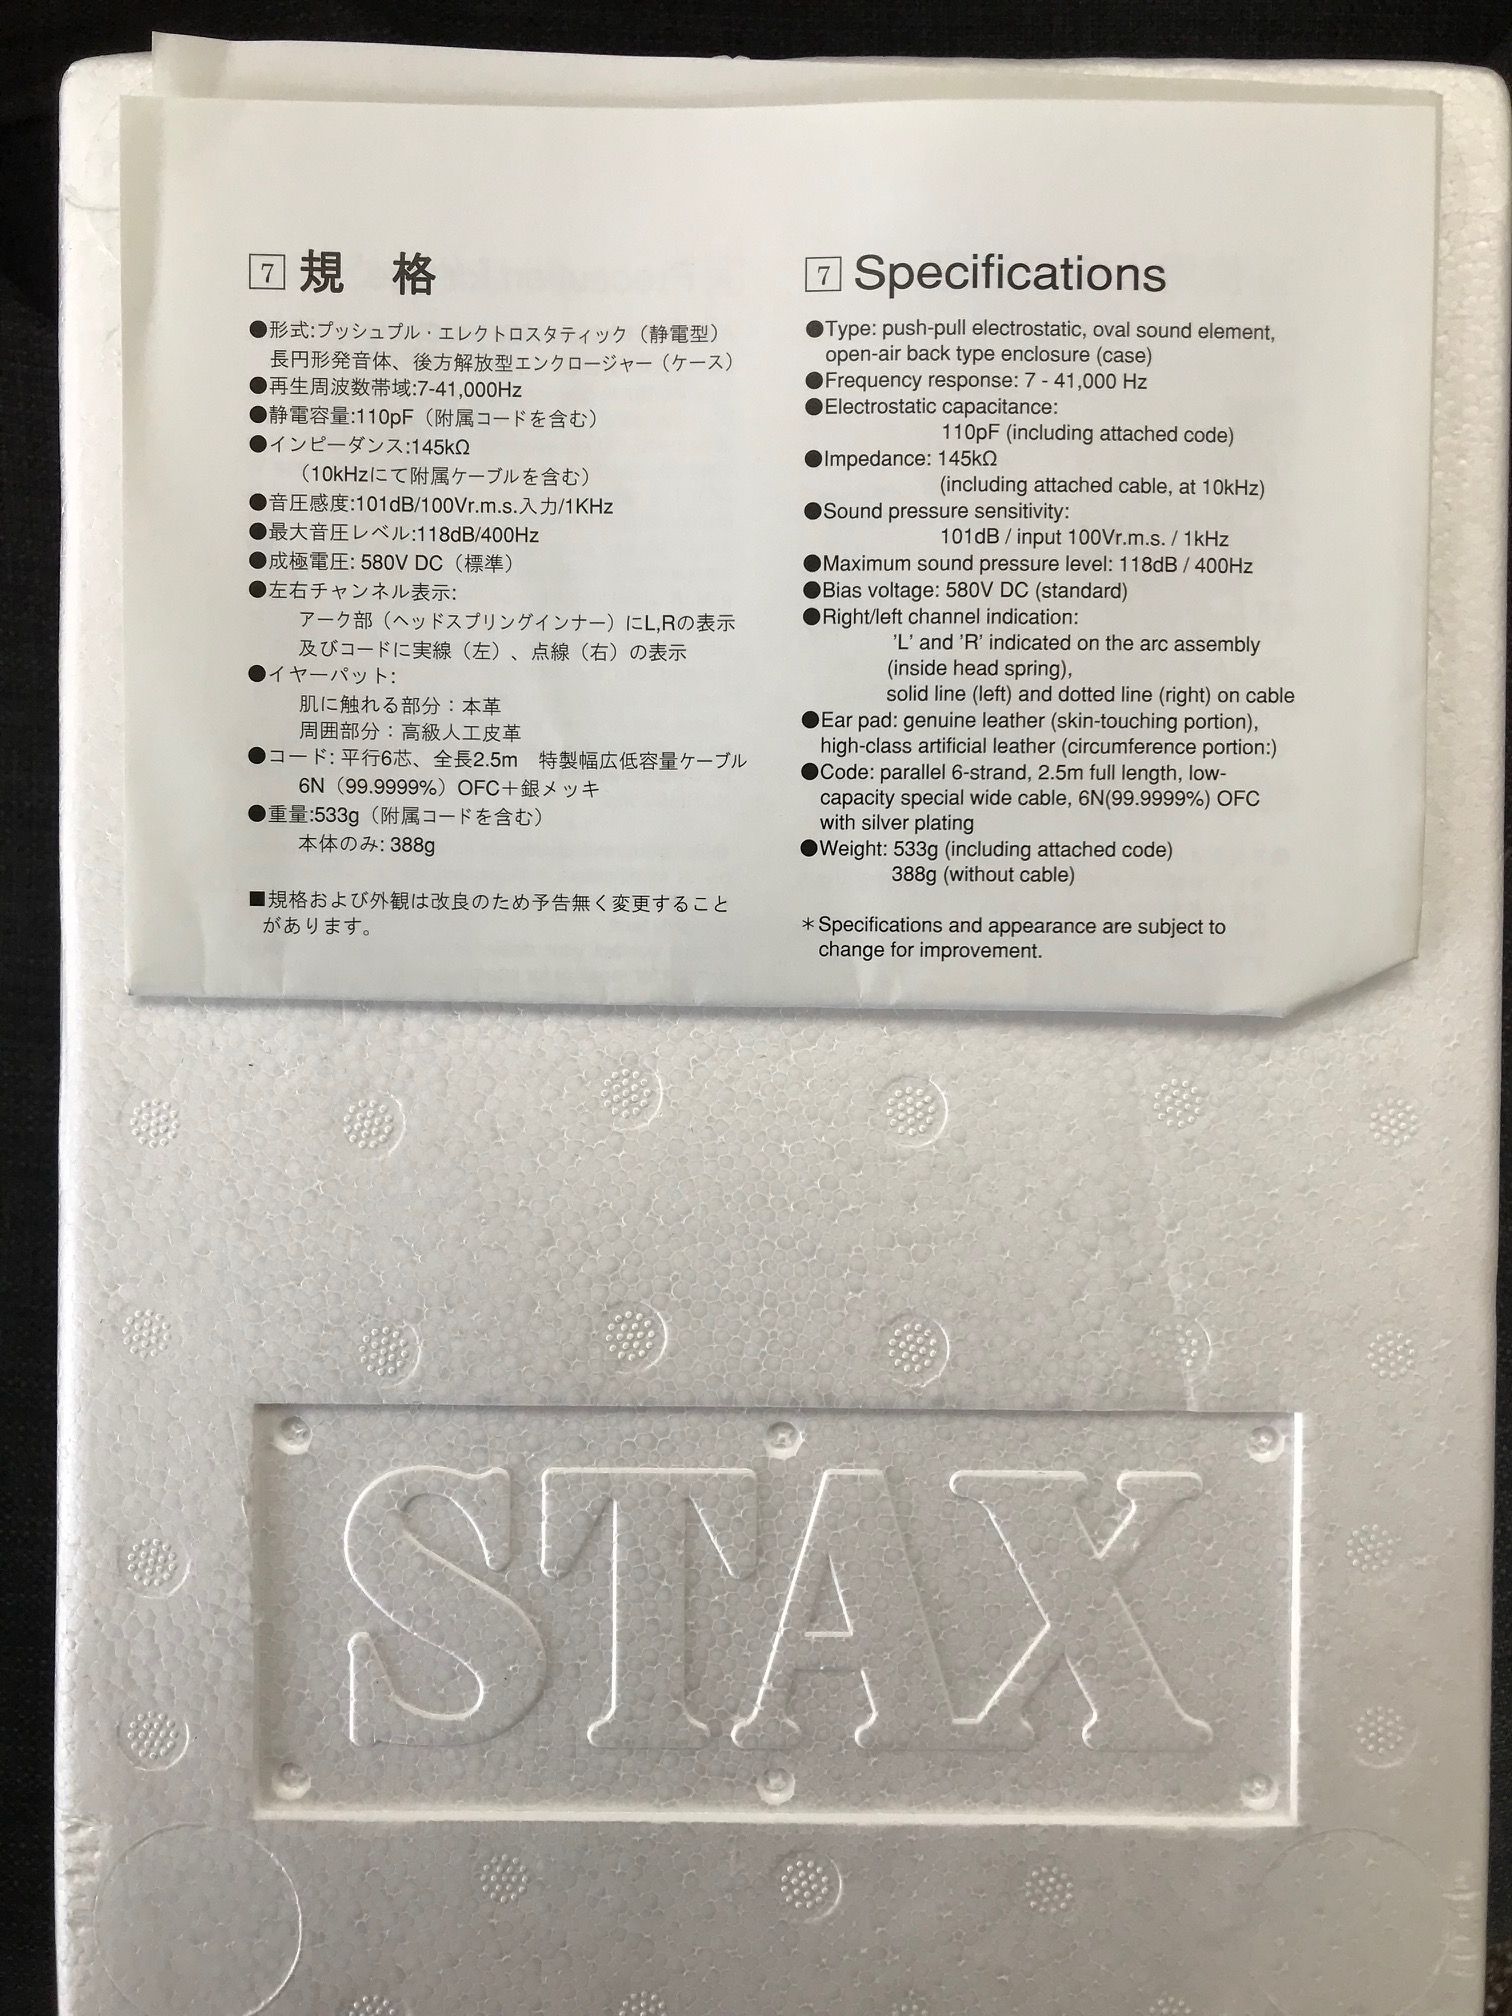 7 規　格
●形式:プッシュプル・エレクトロスタティック（静電型）
長円形発音体、後方解放型エンクロージャー（ケース）
●再生周波数帯域:7-41,000Hz
●静電容量:110pF（附属コードを含む）
●インピーダンス:145kΩ
（10kHzにて附属ケーブルを含む）
●音圧感度:101dB/100Vr.m.s.入力/1KHz
●最大音圧レベル:118dB/400Hz
●成極電圧: 580V DC（標準）
●左右チャンネル表示:
アーク部（ヘッドスプリングインナー）にL,Rの表示
及びコードに実線（左）、点線（右）の表示
●イヤーパット:
肌に触れる部分：本革
周囲部分：高級人工皮革
●コード: 平行6芯、全長2.5m　特製幅広低容量ケーブル
6N（99.9999%）OFC＋銀メッキ
●重量:533g（附属コードを含む）
本体のみ: 388g
■規格および外観は改良のため予告無く変更すること
があります。
7 Specifications
●Type: push-pull electrostatic, oval sound element,
open-air back type enclosure (case)
●Frequency response: 7 - 41,000 Hz
●Electrostatic capacitance:
110pF (including attached code)
●Impedance: 145kΩ
(including attached cable, at 10kHz)
●Sound pressure sensitivity:
101dB / input 100Vr.m.s. / 1kHz
●Maximum sound pressure level: 118dB / 400Hz
●Bias voltage: 580V DC (standard)
●Right/left channel indication:
'L' and 'R' indicated on the arc assembly
(inside head spring),
solid line (left) and dotted line (right) on cable
●Ear pad: genuine leather (skin-touching portion),
high-class artificial leather (circumference portion:)
●Code: parallel 6-strand, 2.5m full length, low-
capacity special wide cable, 6N(99.9999%) OFC
with silver plating
●Weight: 533g (including attached code)
388g (without cable)
＊Specifications and appearance are subject to
change for improvement.
STAX